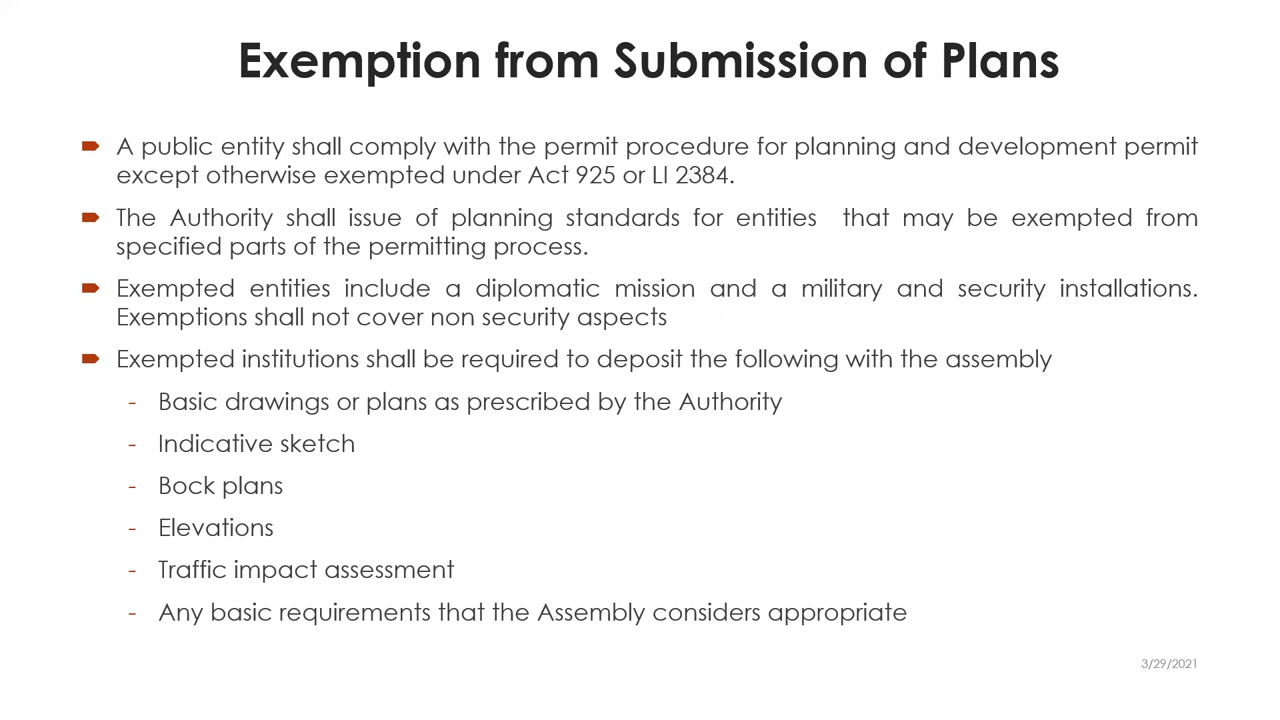 Exemption from Submission of Plans
A public entity shall comply with the permit procedure for planning and development permit
except otherwise exempted under Act 925 or LI 2384.
The Authority shall issue of planning standards for entities that may be exempted from
specified parts of the permitting process.
Exempted entities include a diplomatic mission and a military and security installations.
Exemptions shall not cover non security aspects
Exempted institutions shall be required to deposit the following with the assembly
- Basic drawings or plans as prescribed by the Authority
- Indicative sketch
- Bock plans
- Elevations
- Traffic impact assessment
- Any basic requirements that the Assembly considers appropriate
3/29/2021